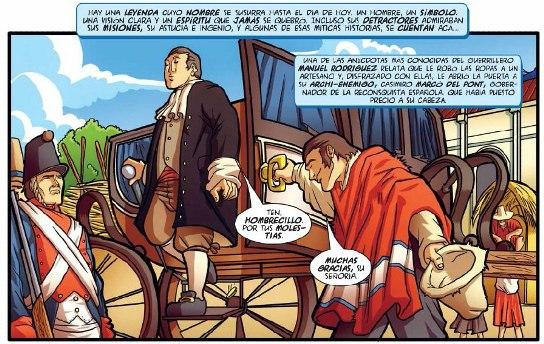 HAY UNA LEYENDA CUYO NOMBRE SE SUSURRA HASTA EL DIA DE HOY. UN HOMBRE, UN SÍMBOLO.
UNA VISION CLARA Y UN ESPÍRITU QUE JAMAS SE QUEBRO. INCLUSO SUS DETRACTORES ADMIRABAN
SUS MISIONES, SU ASTUCIA E INGENIO, Y ALGUNAS DE ESAS MITICAS HISTORIAS, SE CUENTAN ACA...
UNA DE LAS ANECDOTAS MAS CONOCIDAS DEL GUERRILLERO
MANUEL RODRIGUEZ RELATA QUE LE ROBO LAS ROPAS A UN
ARTESANO Y, DISFRAZADO CON ELLAS, LE ABRIO LA PUERTA A
SU ARCHI-ENEMIGO, CASIMIRO MARCO DEL PONT, GOBER-
NADOR DE LA RECONSQUISTA ESPAÑOLA. QUE HABIA PUESTO
PRECIO A SU CABEZA.
TEN,
HOMBRECILLO.
POR TUS MOLES-
TIAS.
MUCHAS
GRACIAS, SU
SEÑORIA.